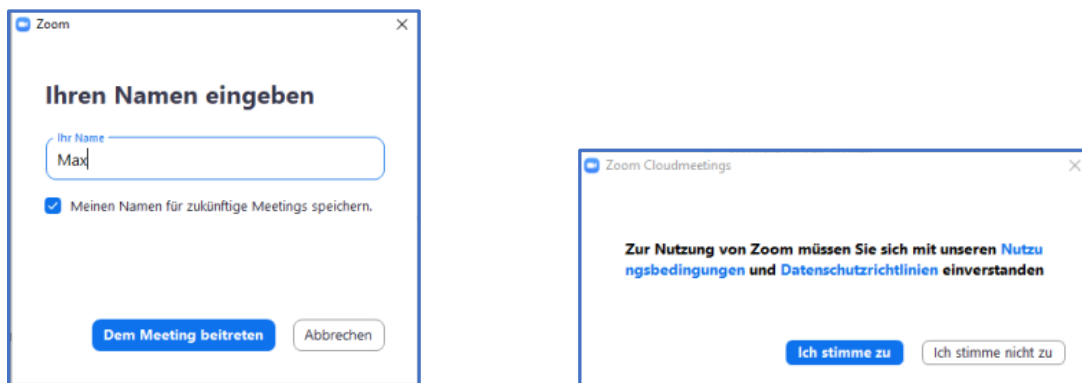 Zoom
Ihren Namen eingeben
Ihr Name
Max
Meinen Namen für zukünftige Meetings speichern.
Dem Meeting beitreten
Abbrechen
Zoom Cloudmeetings
Zur Nutzung von Zoom müssen Sie sich mit unseren Nutzu
ngsbedingungen und Datenschutzrichtlinien einverstanden
Ich stimme zu
Ich stimme nicht zu